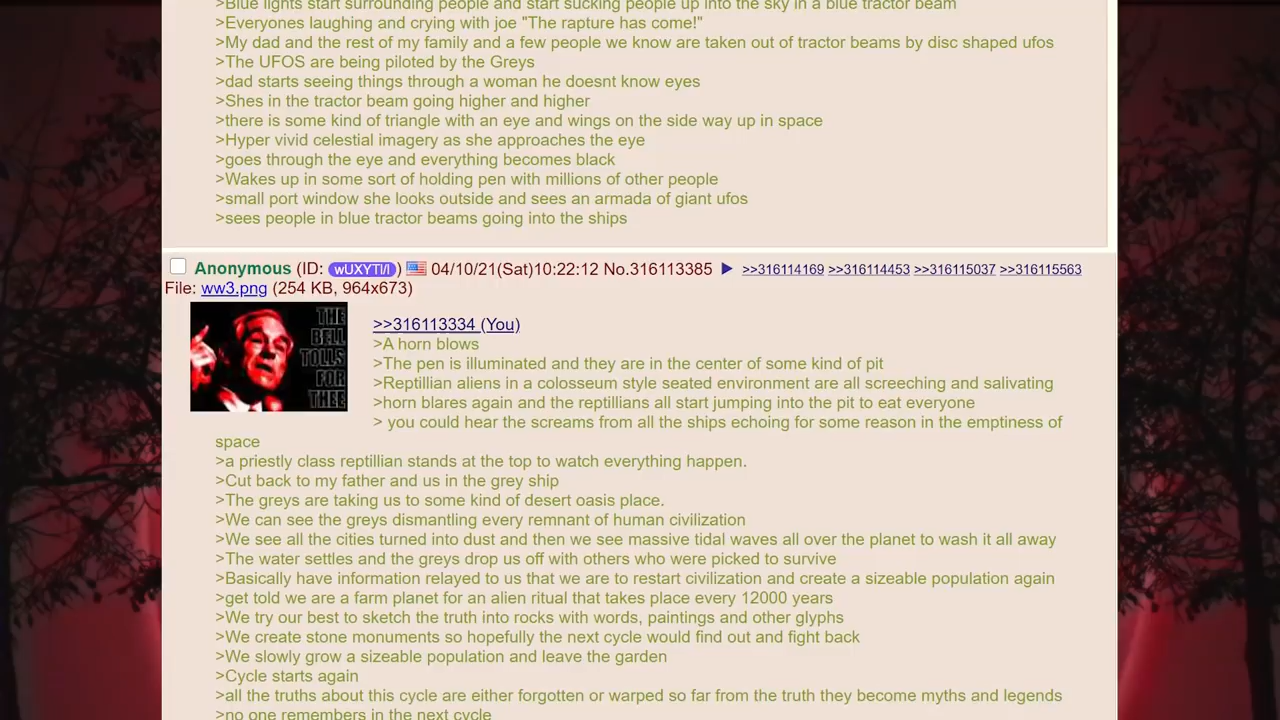 >Blue lights start surrounding people and start sucking people up into the sky in a blue tractor beam
>Everyones laughing and crying with joe "The rapture has come!"
>My dad and the rest of my family and a few people we know are taken out of tractor beams by disc shaped ufos
>The UFOS are being piloted by the Greys
>dad starts seeing things through a woman he doesnt know eyes
>Shes in the tractor beam going higher and higher
>there is some kind of triangle with an eye and wings on the side way up in space
>Hyper vivid celestial imagery as she approaches the eye
>goes through the eye and everything becomes black
>Wakes up in some sort of holding pen with millions of other people
>small port window she looks outside and sees an armada of giant ufos
>sees people in blue tractor beams going into the ships
Anonymous (ID: wUXYTl/l) 04/10/21(Sat)10:22:12 No.316113385 ▶ >>316114169 >>316114453 >>316115037 >>316115563
File: ww3.png (254 KB, 964x673)
THE
BELL
TOLLS
FOR
THEE
>>316113334 (You)
>A horn blows
>The pen is illuminated and they are in the center of some kind of pit
>Reptillian aliens in a colosseum style seated environment are all screeching and salivating
>horn blares again and the reptillians all start jumping into the pit to eat everyone
> you could hear the screams from all the ships echoing for some reason in the emptiness of
space
>a priestly class reptillian stands at the top to watch everything happen.
>Cut back to my father and us in the grey ship
>The greys are taking us to some kind of desert oasis place.
>We can see the greys dismantling every remnant of human civilization
>We see all the cities turned into dust and then we see massive tidal waves all over the planet to wash it all away
>The water settles and the greys drop us off with others who were picked to survive
>Basically have information relayed to us that we are to restart civilization and create a sizeable population again
>get told we are a farm planet for an alien ritual that takes place every 12000 years
>We try our best to sketch the truth into rocks with words, paintings and other glyphs
>We create stone monuments so hopefully the next cycle would find out and fight back
>We slowly grow a sizeable population and leave the garden
>Cycle starts again
>all the truths about this cycle are either forgotten or warped so far from the truth they become myths and legends
>no one remembers in the next cycle